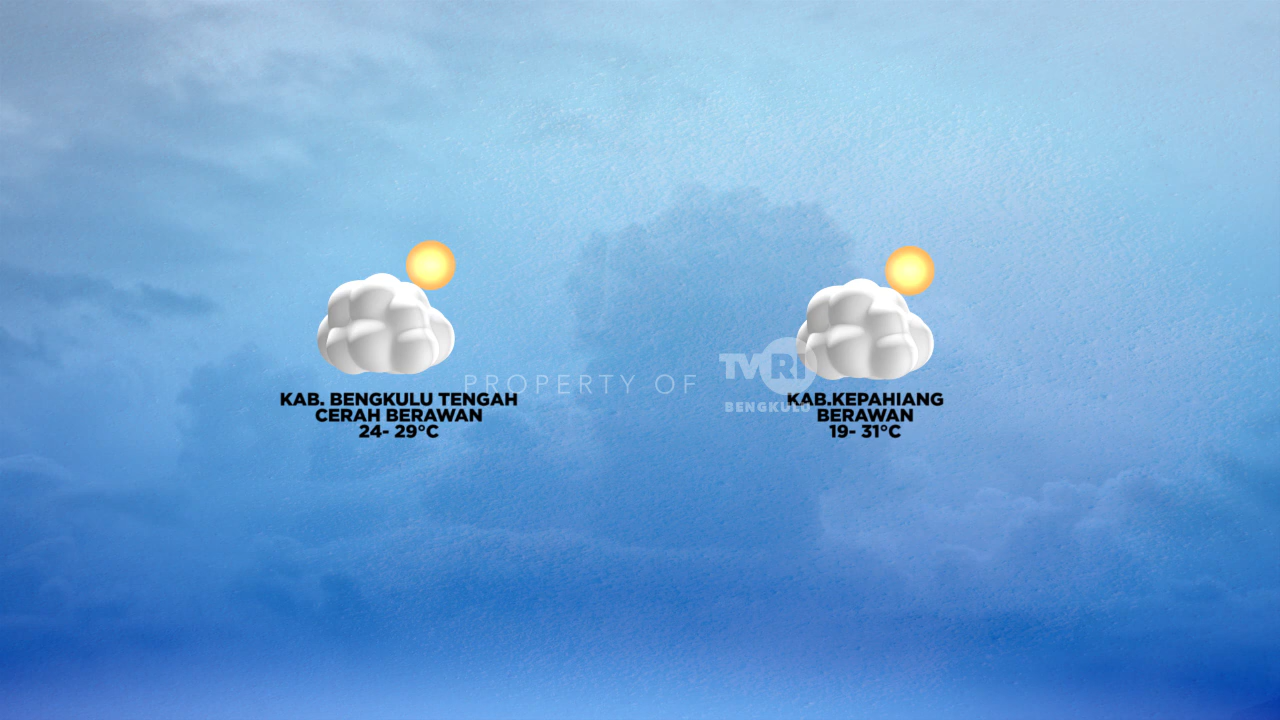 KAB. BENGKULU TENGAH
CERAH BERAWAN
24- 29°C
PROPERTY OF
TVRI
BENGKULU
KAB.KEPAHIANG
BERAWAN
19- 31°C